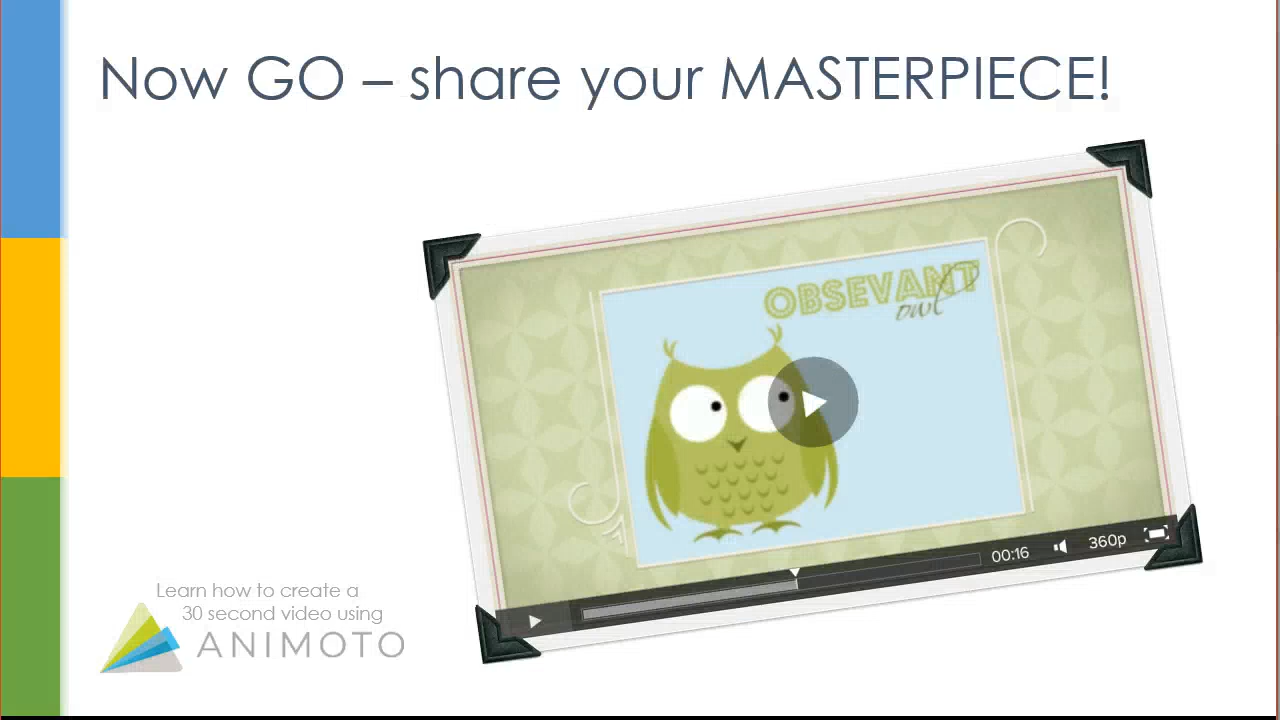 Now GO – share your MASTERPIECE!
OBSEVANT
owl
00:16
360p
Learn how to create a
30 second video using
ANIMOTO